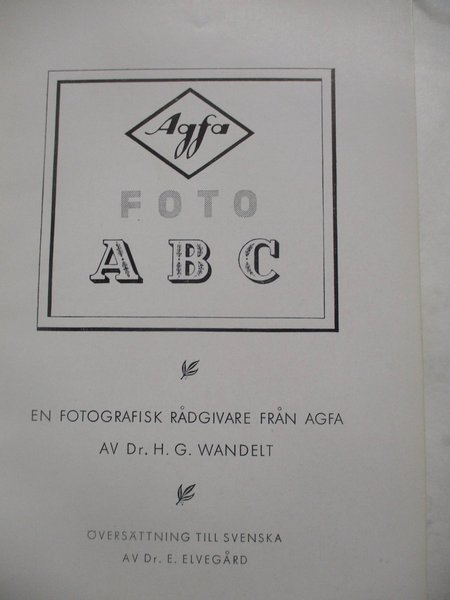 Agfa
FOTO
ABC
EN FOTOGRAFISK RÅDGIVARE FRÅN AGFA
AV Dr. H. G. WANDELT
ÖVERSÄTTNING TILL SVENSKA
AV Dr. E. ELVEGÅRD